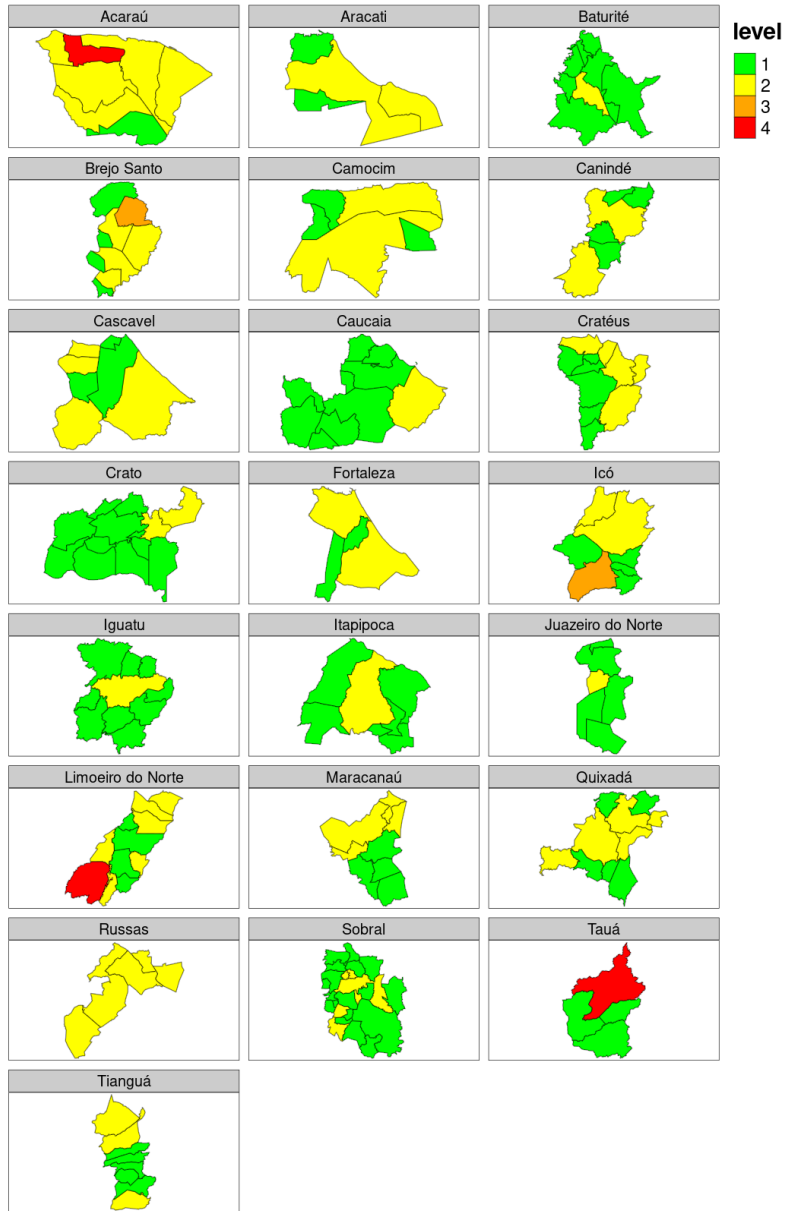 Acaraú
Aracati
Baturité
level
1
2
3
4
Brejo Santo
Camocim
Canindé
Cascavel
Caucaia
Cratéus
Crato
Fortaleza
Icó
Iguatu
Itapipoca
Juazeiro do Norte
Limoeiro do Norte
Maracanaú
Quixadá
Russas
Sobral
Tauá
Tianguá